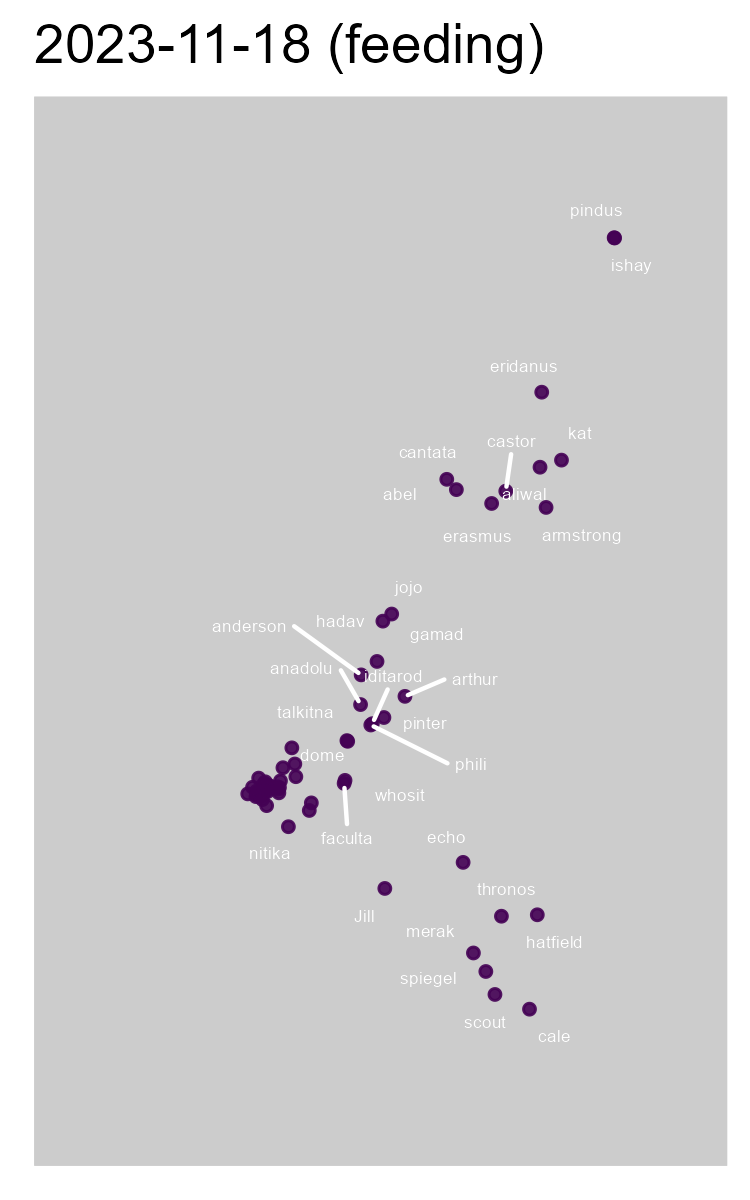 2023-11-18 (feeding)
pindus
ishay
eridanus
kat
castor
cantata
abel
aliwal
erasmus
armstrong
jojo
hadav
anderson
gamad
anadolu
iditarod
arthur
talkitna
pinter
dome
phili
whosit
faculta
echo
nitika
thronos
Jill
merak
hatfield
spiegel
scout
cale